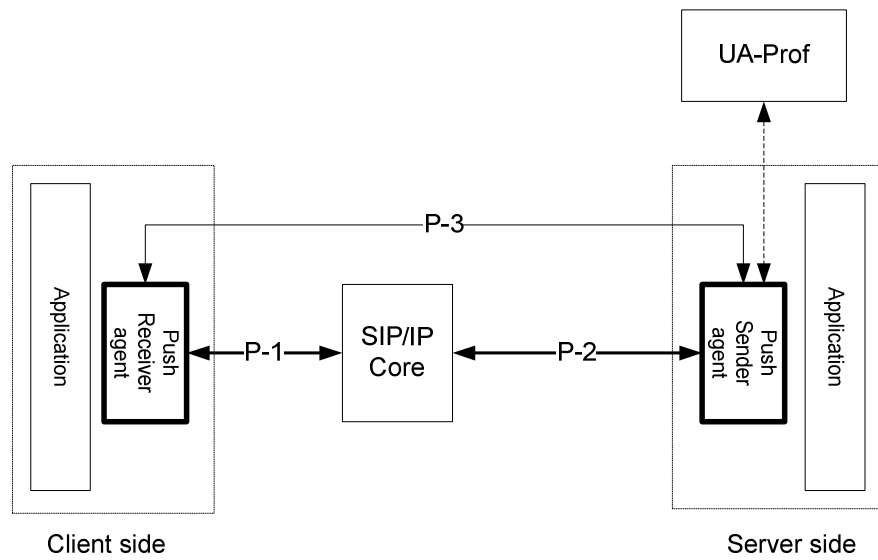 UA-Prof
P-3
Application
Push
Receiver
agent
P-1
SIP/IP
Core
P-2
Push
Sender
agent
Application
Client side
Server side